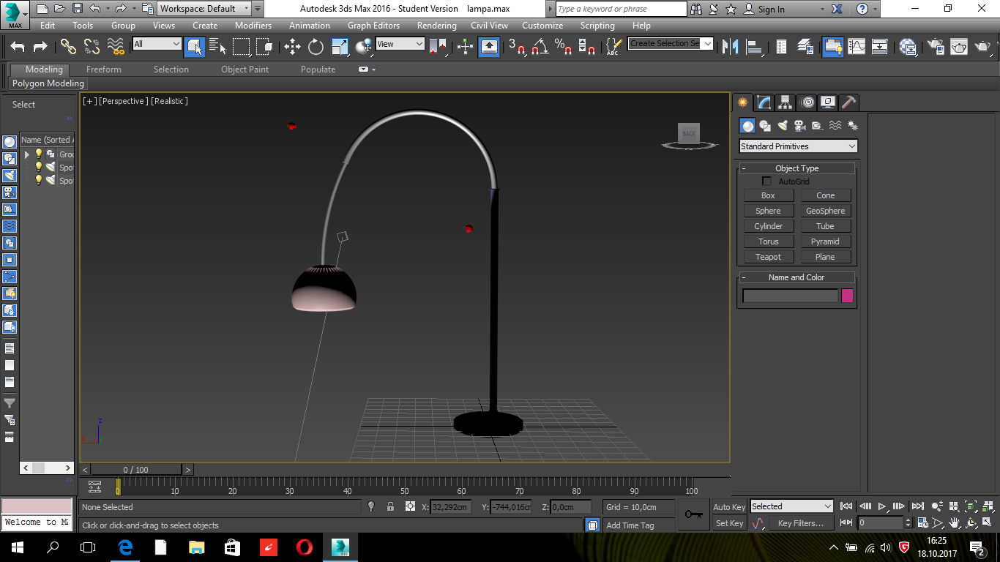 MAX
Workspace: Default
Autodesk 3ds Max 2016 - Student Version lampa.max
Type a keyword or phrase
Sign In
Edit Tools Group Views Create Modifiers Animation Graph Editors Rendering Civil View Customize Scripting Help
All
View
3
ABC
Create Selection Se
Modeling Freeform Selection Object Paint Populate
Polygon Modeling
Select
Name (Sorted A
Grou
Spo
Spo
[+] [Perspective ] [Realistic ]
BACK
z
Standard Primitives
- Object Type
AutoGrid
Box Cone
Sphere GeoSphere
Cylinder Tube
Torus Pyramid
Teapot Plane
- Name and Color
< 0 / 100 >
0 10 20 30 40 50 60 70 80 90 100
None Selected X: 32,292cm Y: -744,016cm Z: 0,0cm Grid = 10,0cm
Auto Key Selected
Welcome to
Click or click-and-drag to select objects
Add Time Tag
Set Key Key Filters... 0
16:25
18.10.2017
2